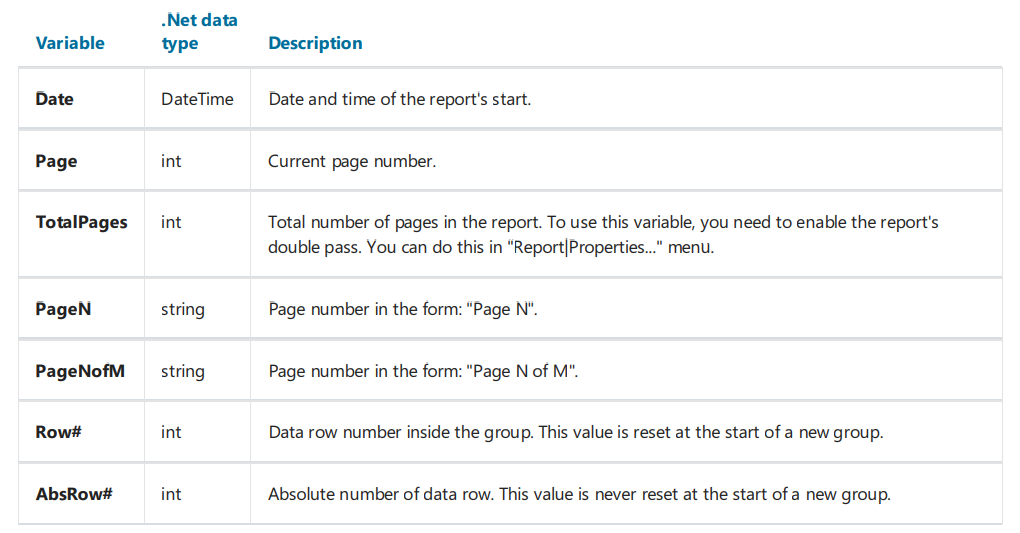 Variable .Net data type Description
Date DateTime Date and time of the report's start.
Page int Current page number.
TotalPages int Total number of pages in the report. To use this variable, you need to enable the report's
double pass. You can do this in "Report|Properties..." menu.
PageN string Page number in the form: "Page N".
PageNofM string Page number in the form: "Page N of M".
Row# int Data row number inside the group. This value is reset at the start of a new group.
AbsRow# int Absolute number of data row. This value is never reset at the start of a new group.